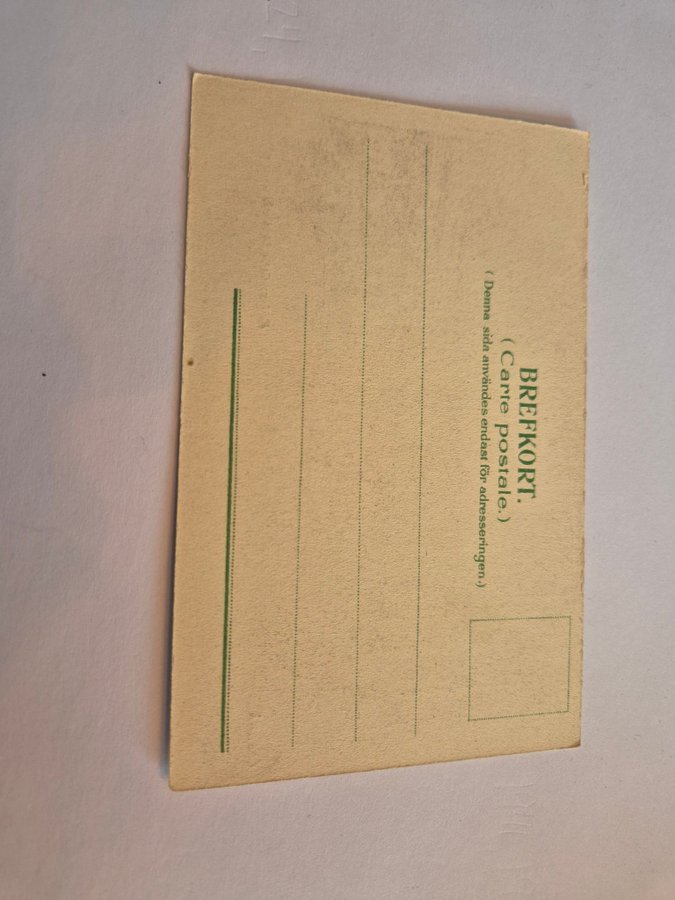 BREFKORT.
(Carte postale.)
(Denna sida användes endast för adresseringen.)